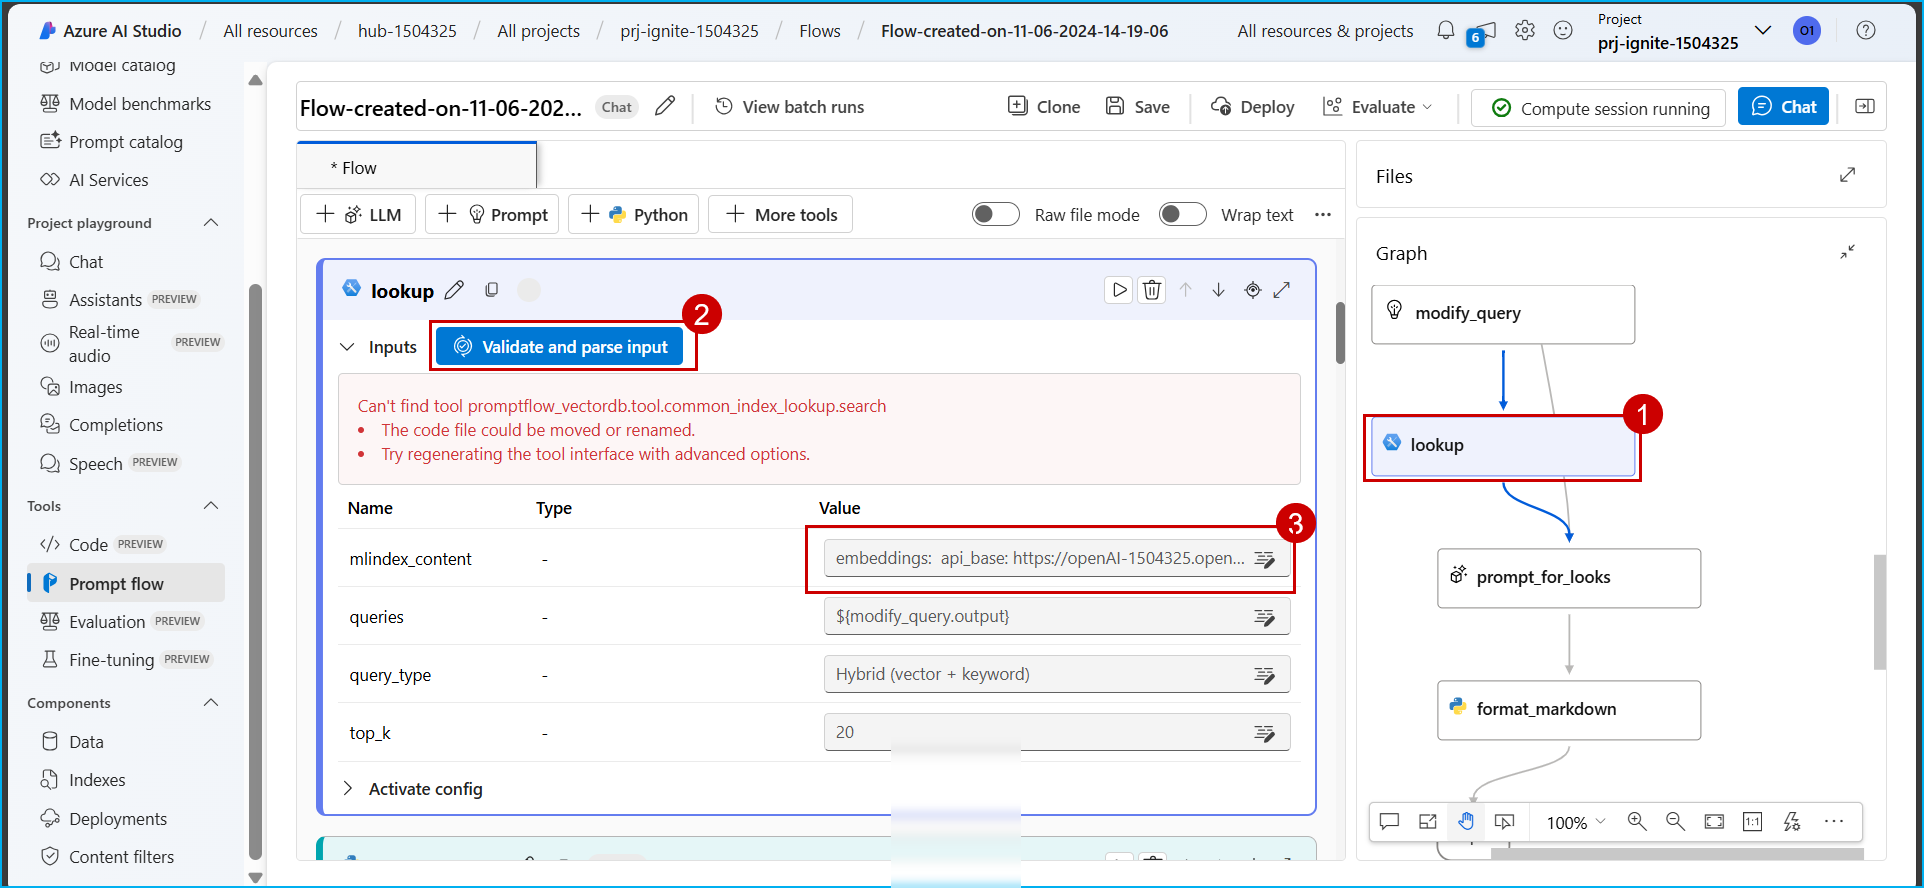 Azure AI Studio / All resources / hub-1504325 / All projects / prj-ignite-1504325 / Flows / Flow-created-on-11-06-2024-14-19-06
All resources & projects
6
Project
prj-ignite-1504325
O1
Model catalog
Model benchmarks
Prompt catalog
AI Services
Project playground
Chat
Assistants PREVIEW
Real-time audio PREVIEW
Images
Completions
Speech PREVIEW
Tools
Code PREVIEW
Prompt flow
Evaluation PREVIEW
Fine-tuning PREVIEW
Components
Data
Indexes
Deployments
Content filters
Flow-created-on-11-06-202... Chat
View batch runs
Clone
Save
Deploy
Evaluate
Compute session running
Chat
* Flow
LLM
Prompt
Python
More tools
Raw file mode
Wrap text
lookup
2
Inputs
Validate and parse input
Can't find tool promptflow_vectordb.tool.common_index_lookup.search
• The code file could be moved or renamed.
• Try regenerating the tool interface with advanced options.
Name Type Value
3
mlindex_content - embeddings: api_base: https://openAI-1504325.open...
queries - ${modify_query.output}
query_type - Hybrid (vector + keyword)
top_k - 20
Activate config
Files
Graph
modify_query
1
lookup
prompt_for_looks
format_markdown
100%
1:1